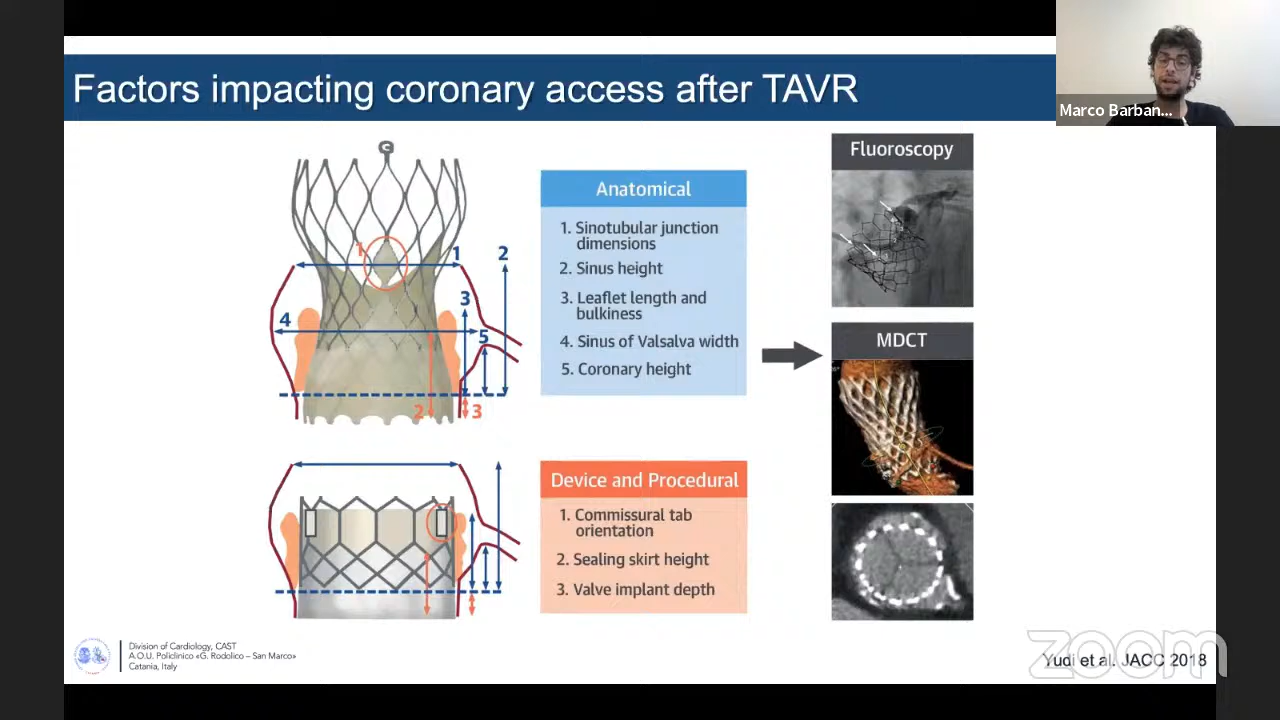 Factors impacting coronary access after TAVR
Marco Barban...
C
1
1
2
3
4
5
2
3
Anatomical
1. Sinotubular junction
dimensions
2. Sinus height
3. Leaflet length and
bulkiness
4. Sinus of Valsalva width
5. Coronary height
Device and Procedural
1. Commissural tab
orientation
2. Sealing skirt height
3. Valve implant depth
Fluoroscopy
MDCT
Division of Cardiology, CAST
A.O.U. Policlinico «G. Rodolico – San Marco»
Catania, Italy
zoom
Yudi et al. JACC 2018